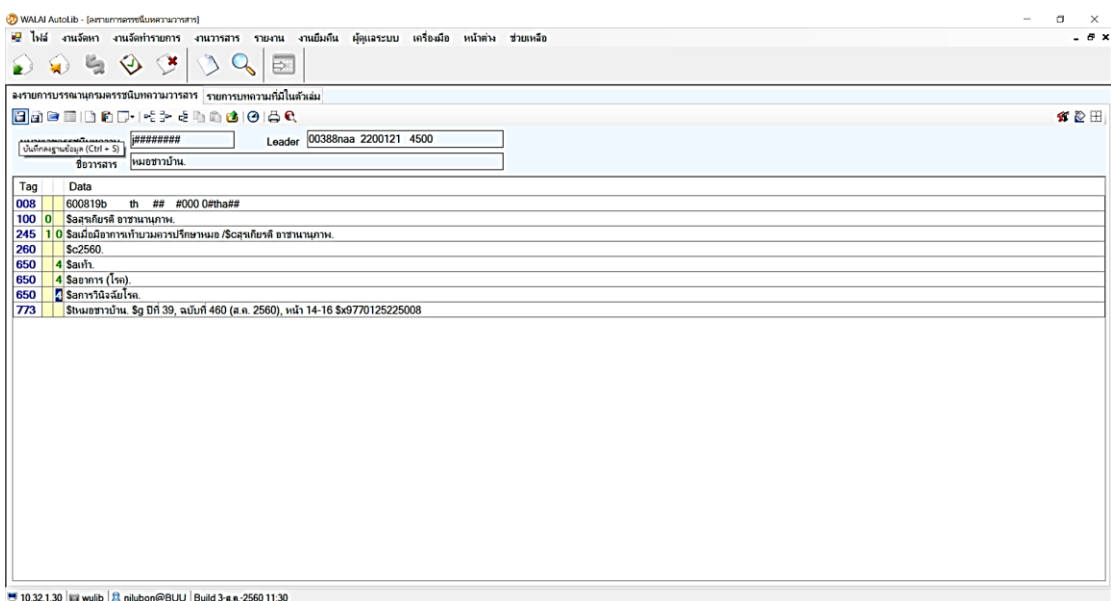 WALAI AutoLib - [ลงรายการดรรชนีบทความวารสาร]
ไฟล์ งานจัดหา งานจัดทำรายการ งานวารสาร รายงาน งานยืมคืน ผู้ดูแลระบบ เครื่องมือ หน้าต่าง ช่วยเหลือ
ลงรายการบรรณานุกรมดรรชนีบทความวารสาร รายการบทความที่มีในตัวเล่ม
i######## Leader 00388naa 2200121 4500
บันทึกลงฐานข้อมูล (Ctrl + S)
ชื่อวารสาร หมอชาวบ้าน.
Tag Data
008 600819b th ## #000 0#tha##
100 0 $aสุรเกียรติ อาชานานุภาพ.
245 1 0 $aเมื่อมีอาการเท้าบวมควรปรึกษาหมอ /$cสุรเกียรติ อาชานานุภาพ.
260 $c2560.
650 4 $aเท้า.
650 4 $aอาการ (โรค).
650 4 $aการวินิจฉัยโรค.
773 $tหมอชาวบ้าน. $g ปีที่ 39, ฉบับที่ 460 (ส.ค. 2560), หน้า 14-16 $x9770125225008
10.32.1.30 wulib nilubon@BUU Build 3-ส.ค.-2560 11:30